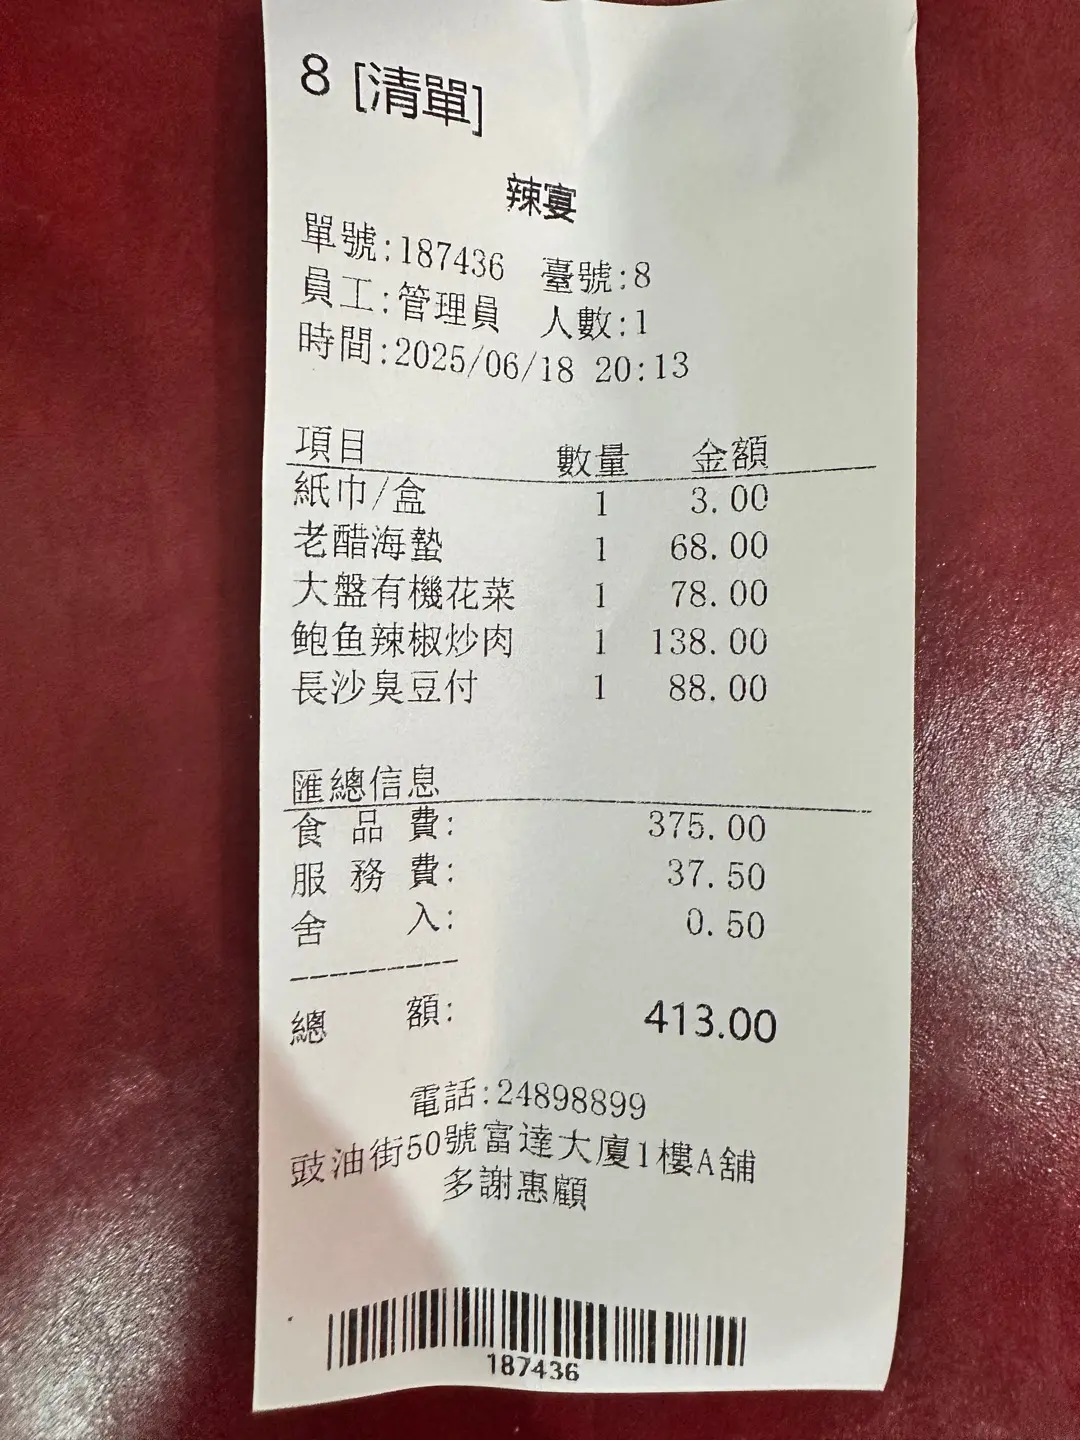 8 [清單]
辣宴
單號:187436 臺號:8
員工:管理員 人數:1
時間:2025/06/18 20:13
項目 數量 金額
紙巾/盒 1 3.00
老醋海蟄 1 68.00
大盤有機花菜 1 78.00
鲍鱼辣椒炒肉 1 138.00
長沙臭豆付 1 88.00
匯總信息
食品費: 375.00
服務費: 37.50
舍入: 0.50
總額: 413.00
電話:24898899
豉油街50號富達大廈1樓A舖
多謝惠顧
187436